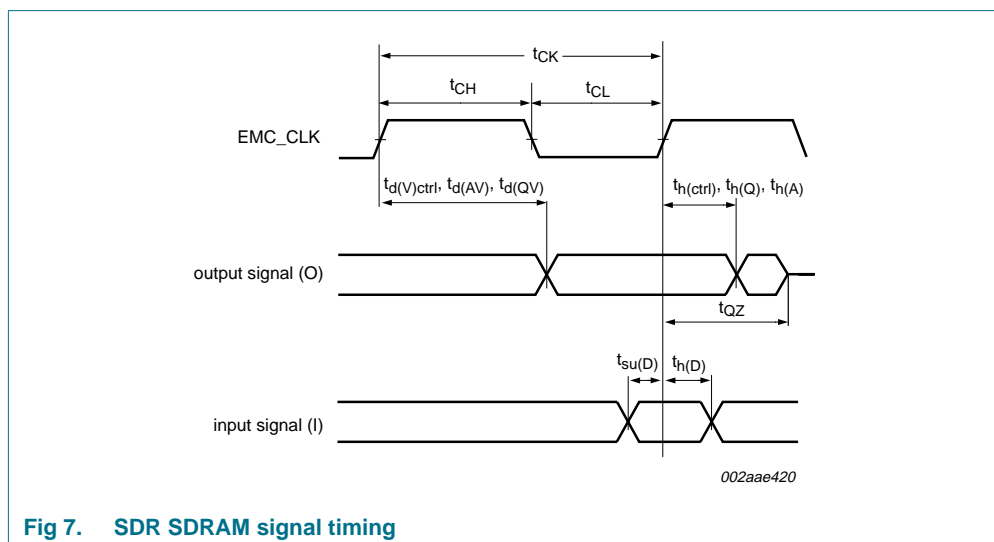 tCK
tCH tCL
EMC_CLK
td(V)ctrl, td(AV), td(QV) th(ctrl), th(Q), th(A)
output signal (O)
tQZ
tsu(D) th(D)
input signal (I)
002aae420
Fig 7. SDR SDRAM signal timing